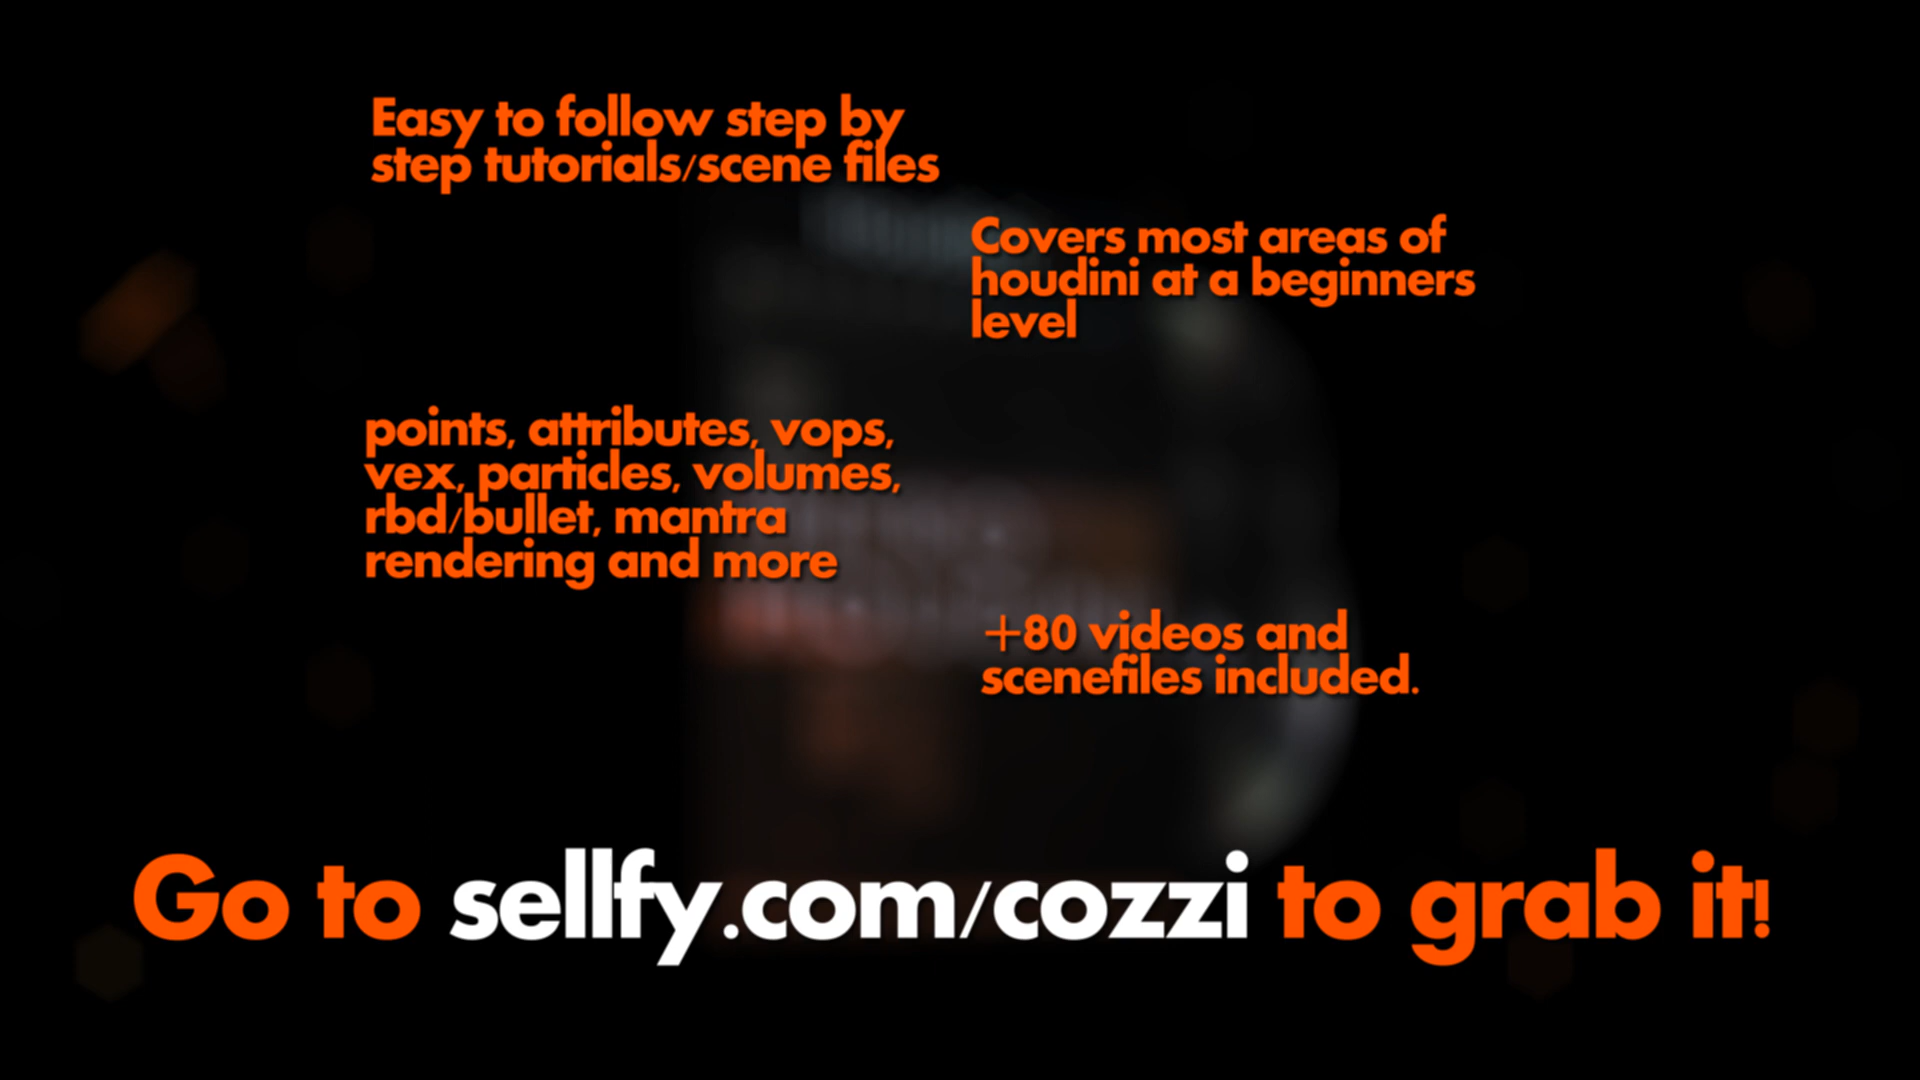 Easy to follow step by
step tutorials/scene files
Covers most areas of
houdini at a beginners
level
points, attributes, vops,
vex, particles, volumes,
rbd/bullet, mantra
rendering and more
+80 videos and
scenefiles included.
Go to sellfy.com/cozzi to grab it!